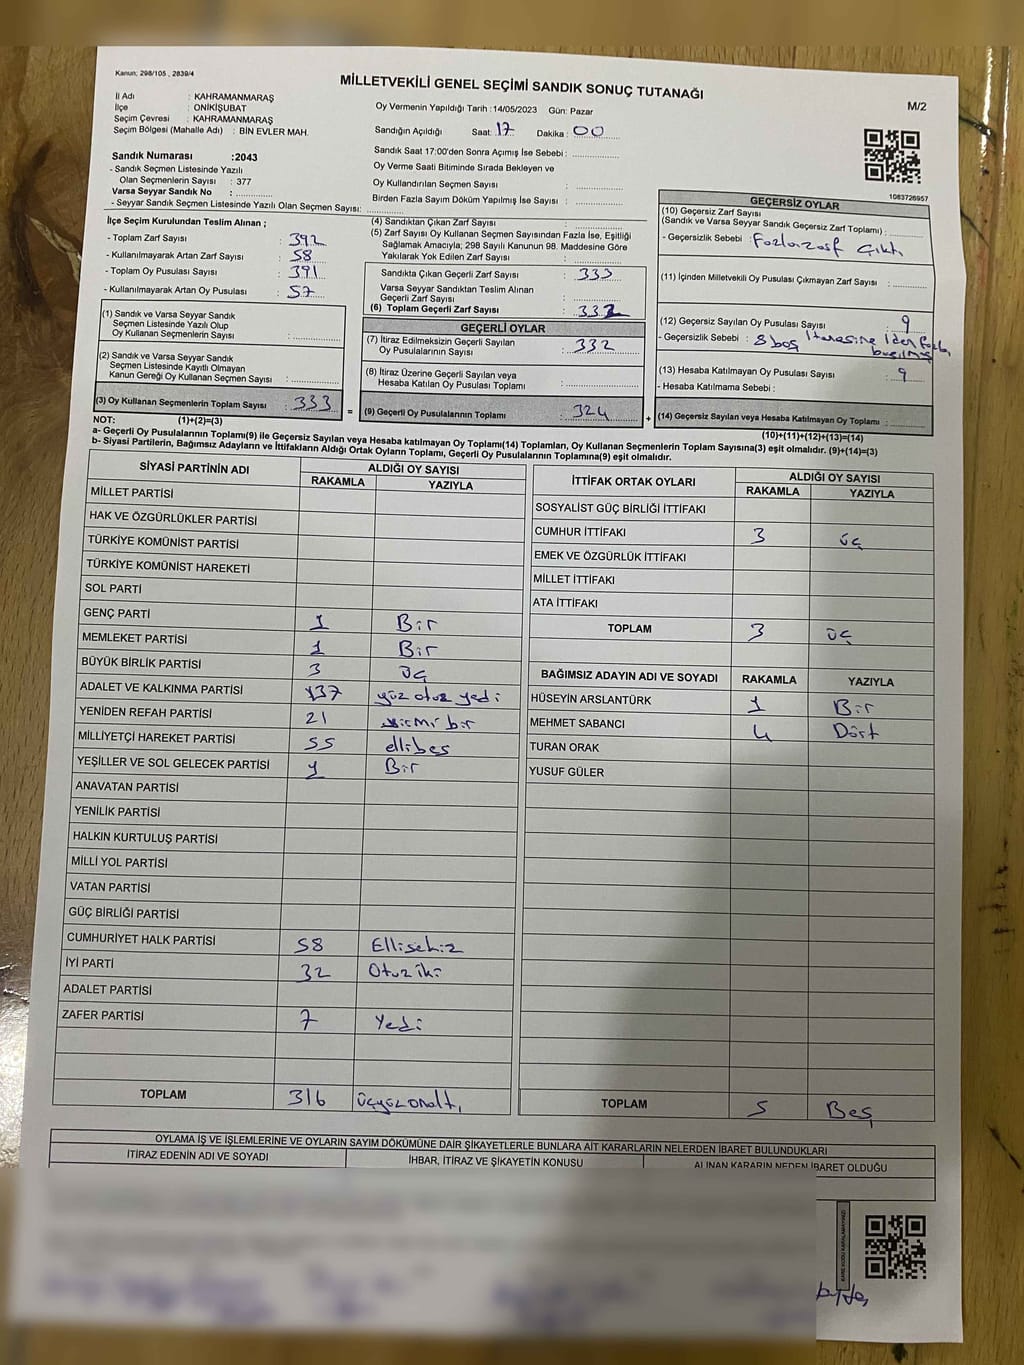 Kanun; 298/105 , 2839/4
MİLLETVEKİLİ GENEL SEÇİMİ SANDIK SONUÇ TUTANAĞI
M/2
İl Adı : KAHRAMANMARAŞ
İlçe : ONİKİŞUBAT
Seçim Çevresi : KAHRAMANMARAŞ
Seçim Bölgesi (Mahalle Adı) : BİN EVLER MAH.
Oy Vermenin Yapıldığı Tarih :14/05/2023 Gün: Pazar
Sandığın Açıldığı Saat: 17 Dakika : 00
Sandık Saat 17:00'den Sonra Açımış İse Sebebi :
Oy Verme Saati Bitiminde Sırada Bekleyen ve
Oy Kullandırılan Seçmen Sayısı :
Birden Fazla Sayım Döküm Yapılmış İse Sayısı :
Sandık Numarası :2043
- Sandık Seçmen Listesinde Yazılı
Olan Seçmenlerin Sayısı : 377
Varsa Seyyar Sandık No :
- Seyyar Sandık Seçmen Listesinde Yazılı Olan Seçmen Sayısı:
1083726957
İlçe Seçim Kurulundan Teslim Alınan ;
- Toplam Zarf Sayısı : 392
- Kullanılmayarak Artan Zarf Sayısı : 58
- Toplam Oy Pusulası Sayısı : 391
- Kullanılmayarak Artan Oy Pusulası : 57
(1) Sandık ve Varsa Seyyar Sandık
Seçmen Listesinde Yazılı Olup
Oy Kullanan Seçmenlerin Sayısı :
(2) Sandık ve Varsa Seyyar Sandık
Seçmen Listesinde Kayıtlı Olmayan
Kanun Gereği Oy Kullanan Seçmen Sayısı :
(3) Oy Kullanan Seçmenlerin Toplam Sayısı : 333
(1)+(2)=(3)
(4) Sandıktan Çıkan Zarf Sayısı :
(5) Zarf Sayısı Oy Kullanan Seçmen Sayısından Fazla İse, Eşitliği
Sağlamak Amacıyla; 298 Sayılı Kanunun 98. Maddesine Göre
Yakılarak Yok Edilen Zarf Sayısı :
Sandıkta Çıkan Geçerli Zarf Sayısı : 333
Varsa Seyyar Sandıktan Teslim Alınan
Geçerli Zarf Sayısı :
(6) Toplam Geçerli Zarf Sayısı : 332
GEÇERLİ OYLAR
(7) İtiraz Edilmeksizin Geçerli Sayılan
Oy Pusulalarının Sayısı : 332
(8) İtiraz Üzerine Geçerli Sayılan veya
Hesaba Katılan Oy Pusulası Toplamı :
= (9) Geçerli Oy Pusulalarının Toplamı : 324 +
GEÇERSİZ OYLAR
(10) Geçersiz Zarf Sayısı
(Sandık ve Varsa Seyyar Sandık Geçersiz Zarf Toplamı) :
- Geçersizlik Sebebi : Fazla zarf çıktı
(11) İçinden Milletvekili Oy Pusulası Çıkmayan Zarf Sayısı :
(12) Geçersiz Sayılan Oy Pusulası Sayısı : 9
- Geçersizlik Sebebi : 8 boş 1 tanesine 1 den fazla
basılmış
(13) Hesaba Katılmayan Oy Pusulası Sayısı : 9
- Hesaba Katılmama Sebebi :
(14) Geçersiz Sayılan veya Hesaba Katılmayan Oy Toplamı :
(10)+(11)+(12)+(13)=(14)
NOT:
a- Geçerli Oy Pusulalarının Toplamı(9) ile Geçersiz Sayılan veya Hesaba katılmayan Oy Toplamı(14) Toplamları, Oy Kullanan Seçmenlerin Toplam Sayısına(3) eşit olmalıdır. (9)+(14)=(3)
b- Siyasi Partilerin, Bağımsız Adayların ve İttifakların Aldığı Ortak Oyların Toplamı, Geçerli Oy Pusulalarının Toplamına(9) eşit olmalıdır.
SİYASİ PARTİNİN ADI ALDIĞI OY SAYISI
RAKAMLA YAZIYLA
MİLLET PARTİSİ
HAK VE ÖZGÜRLÜKLER PARTİSİ
TÜRKİYE KOMÜNİST PARTİSİ
TÜRKİYE KOMÜNİST HAREKETİ
SOL PARTİ
GENÇ PARTİ 1 Bir
MEMLEKET PARTİSİ 1 Bir
BÜYÜK BİRLİK PARTİSİ 3 üç
ADALET VE KALKINMA PARTİSİ 137 yüz otuz yedi
YENİDEN REFAH PARTİSİ 21 yirmi bir
MİLLİYETÇİ HAREKET PARTİSİ 55 ellibeş
YEŞİLLER VE SOL GELECEK PARTİSİ 1 Bir
ANAVATAN PARTİSİ
YENİLİK PARTİSİ
HALKIN KURTULUŞ PARTİSİ
MİLLİ YOL PARTİSİ
VATAN PARTİSİ
GÜÇ BİRLİĞİ PARTİSİ
CUMHURİYET HALK PARTİSİ 58 Ellisekiz
İYİ PARTİ 32 Otuz iki
ADALET PARTİSİ
ZAFER PARTİSİ 7 Yedi
TOPLAM 316 üçyüz onaltı
İTTİFAK ORTAK OYLARI ALDIĞI OY SAYISI
RAKAMLA YAZIYLA
SOSYALİST GÜÇ BİRLİĞİ İTTİFAKI
CUMHUR İTTİFAKI 3 üç
EMEK VE ÖZGÜRLÜK İTTİFAKI
MİLLET İTTİFAKI
ATA İTTİFAKI
TOPLAM 3 üç
BAĞIMSIZ ADAYIN ADI VE SOYADI RAKAMLA YAZIYLA
HÜSEYİN ARSLANTÜRK 1 Bir
MEHMET SABANCI 4 Dört
TURAN ORAK
YUSUF GÜLER
TOPLAM 5 Beş
OYLAMA İŞ VE İŞLEMLERİNE VE OYLARIN SAYIM DÖKÜMÜNE DAİR ŞİKAYETLERLE BUNLARA AİT KARARLARIN NELERDEN İBARET BULUNDUKLARI
İTİRAZ EDENİN ADI VE SOYADI İHBAR, İTİRAZ VE ŞİKAYETİN KONUSU ALINAN KARARIN NEDEN İBARET OLDUĞU
KAREKODU KARALAMAYINIZ!